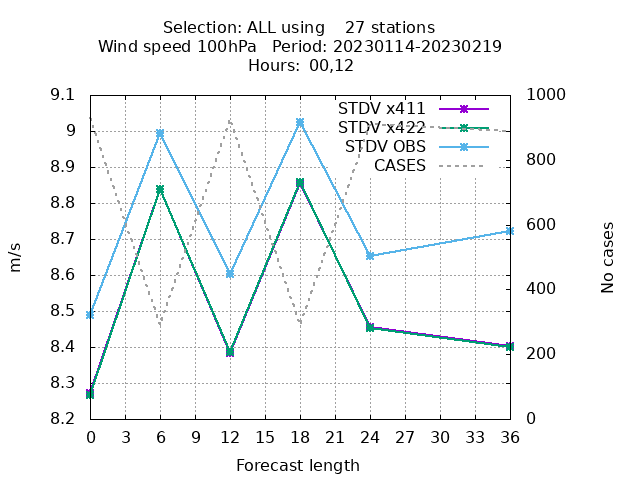 Selection: ALL using    27 stations
Wind speed 100hPa   Period: 20230114-20230219
Hours: 00,12
STDV x411
STDV x422
STDV OBS
CASES
9.1
9
8.9
8.8
8.7
8.6
8.5
8.4
8.3
8.2
m/s
1000
800
600
400
200
0
No cases
0 3 6 9 12 15 18 21 24 27 30 33 36
Forecast length